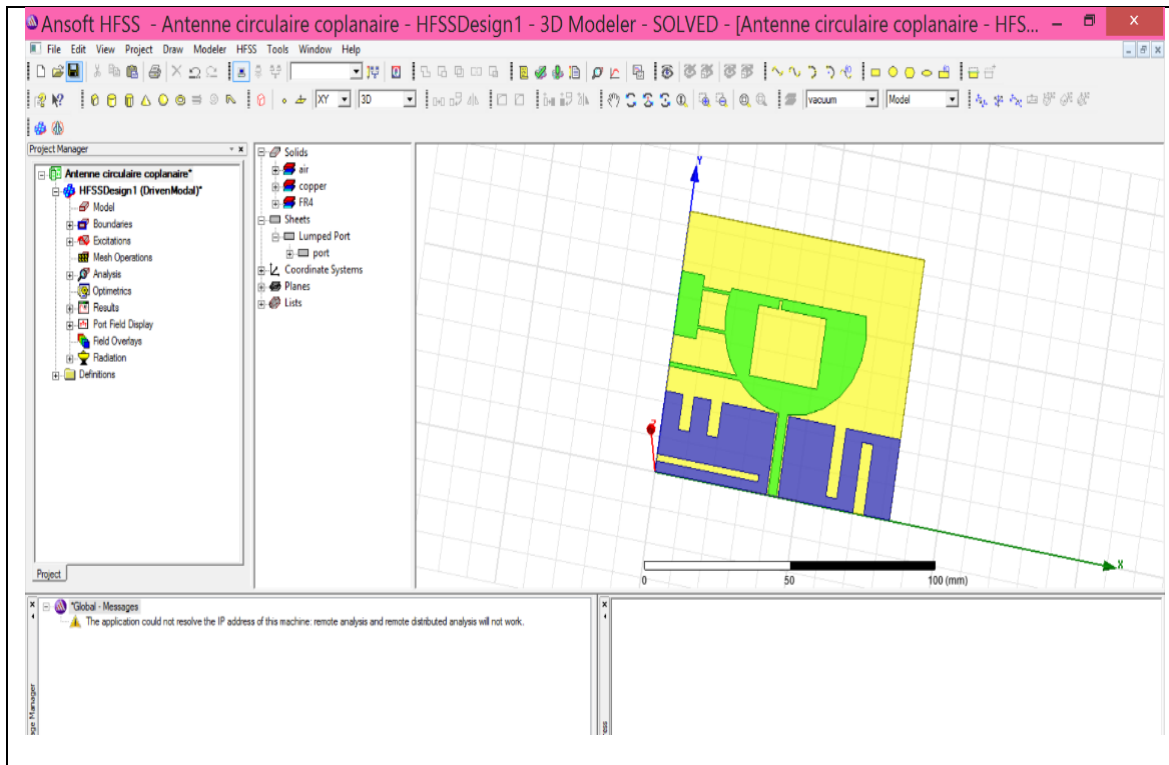 Ansoft HFSS - Antenne circulaire coplanaire - HFSSDesign1 - 3D Modeler - SOLVED - [Antenne circulaire coplanaire - HFS...
File Edit View Project Draw Modeler HFSS Tools Window Help
XY 3D vacuum Model
Project Manager
Antenne circulaire coplanaire*
HFSSDesign1 (DrivenModal)*
Model
Boundaries
Excitations
Mesh Operations
Analysis
Optimetrics
Results
Port Field Display
Field Overlays
Radiation
Definitions
Project
Solids
air
copper
FR4
Sheets
Lumped Port
port
Coordinate Systems
Planes
Lists
Y
Z
X
0 50 100 (mm)
*Global - Messages
The application could not resolve the IP address of this machine: remote analysis and remote distributed analysis will not work.